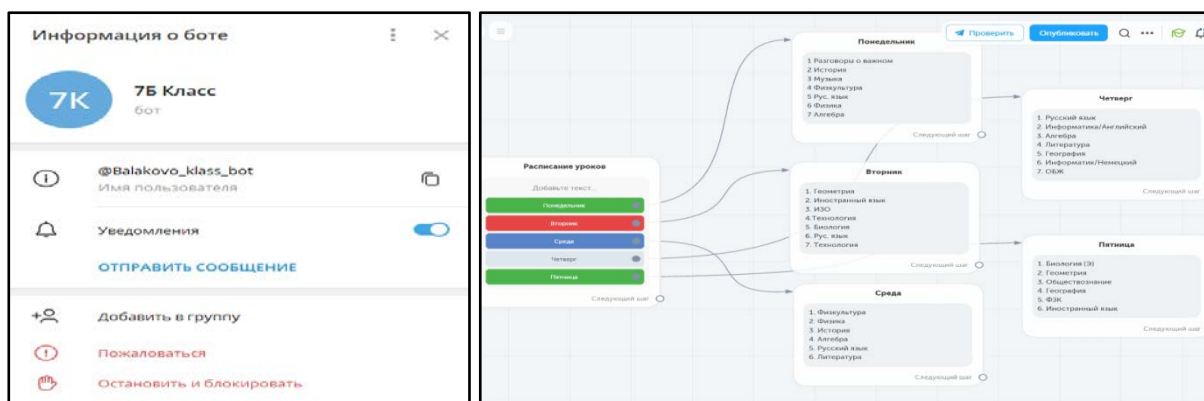 Информация о боте
7К
7Б Класс
бот
@Balakovo_klass_bot
Имя пользователя
Уведомления
ОТПРАВИТЬ СООБЩЕНИЕ
Добавить в группу
Пожаловаться
Остановить и блокировать
Проверить
Опубликовать
Расписание уроков
Добавьте текст...
Понедельник
Вторник
Среда
Четверг
Пятница
Следующий шаг
Понедельник
1 Разговоры о важном
2 История
3 Музыка
4 Физкультура
5 Рус. язык
6 Физика
7 Алгебра
Следующий шаг
Вторник
1. Геометрия
2. Иностранный язык
3. ИЗО
4.Технология
5. Биология
6. Рус. язык
7. Технология
Следующий шаг
Среда
1. Физкультура
2. Физика
3. История
4. Алгебра
5. Русский язык
6. Литература
Следующий шаг
Четверг
1. Русский язык
2. Информатика/Английский
3. Алгебра
4. Литература
5. География
6. Информатик/Немецкий
7. ОБЖ
Следующий шаг
Пятница
1. Биология (Э)
2. Геометрия
3. Обществознание
4. География
5. ФЗК
6. Иностранный язык
Следующий шаг